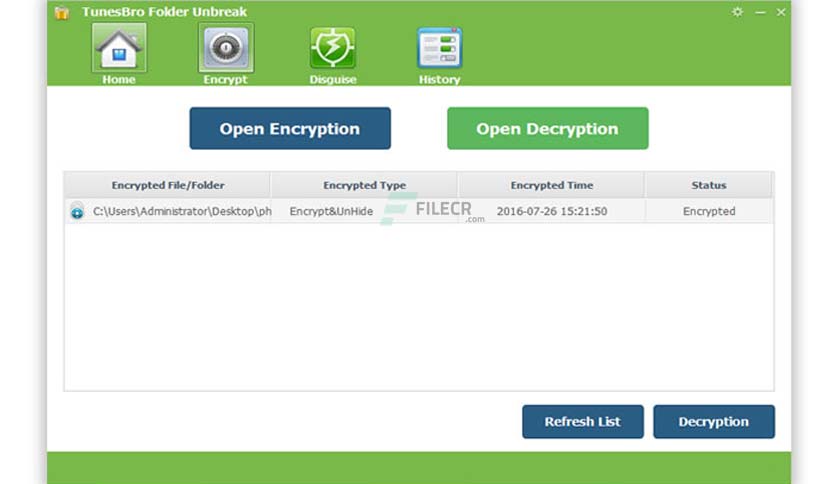 TunesBro Folder Unbreak
Home Encrypt Disguise History
Open Encryption Open Decryption
Encrypted File/Folder Encrypted Type Encrypted Time Status
C:\Users\Administrator\Desktop\ph Encrypt&UnHide 2016-07-26 15:21:50 Encrypted
FILECR
.com
Refresh List Decryption